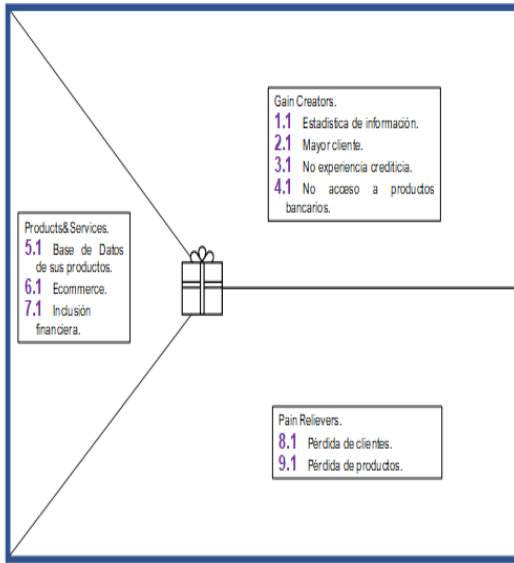 Gain Creators.
1.1 Estadística de información.
2.1 Mayor cliente.
3.1 No experiencia crediticia.
4.1 No acceso a productos
bancarios.
Products&Services.
5.1 Base de Datos
de sus productos.
6.1 Ecommerce.
7.1 Inclusión
financiera.
Pain Relievers.
8.1 Pérdida de clientes.
9.1 Pérdida de productos.